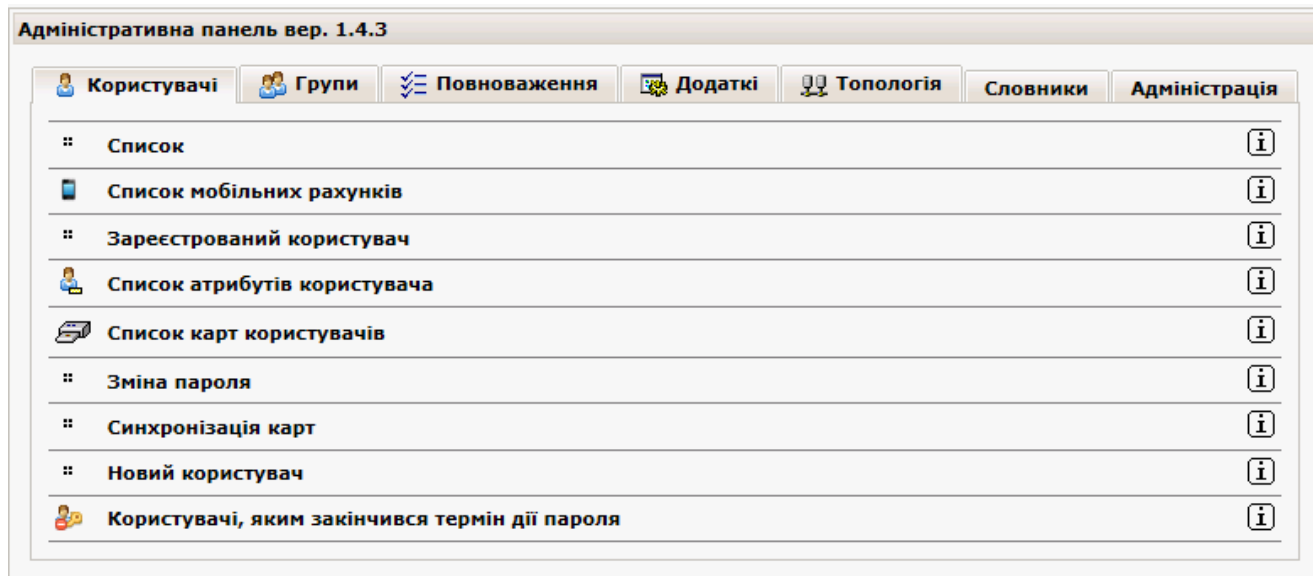 Адміністративна панель вер. 1.4.3
Користувачі Групи Повноваження Додаткі Топологія Словники Адміністрація
Список
Список мобільних рахунків
Зареєстрований користувач
Список атрибутів користувача
Список карт користувачів
Зміна пароля
Синхронізація карт
Новий користувач
Користувачі, яким закінчився термін дії пароля